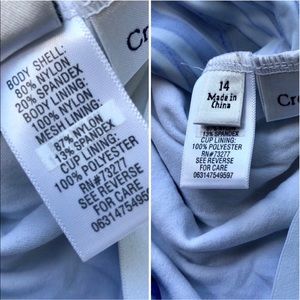 BODY SHELL:
80% NYLON
20% SPANDEX
BODY LINING:
100% NYLON
MESH LINING:
87% NYLON
13% SPANDEX
CUP LINING:
100% POLYESTER
RN#73277
SEE REVERSE
FOR CARE
063147549597
Cr
14
Made in
China
13% SPANDEX
CUP LINING:
100% POLYESTER
RN#73277
SEE REVERSE
FOR CARE
063147549597
Cr